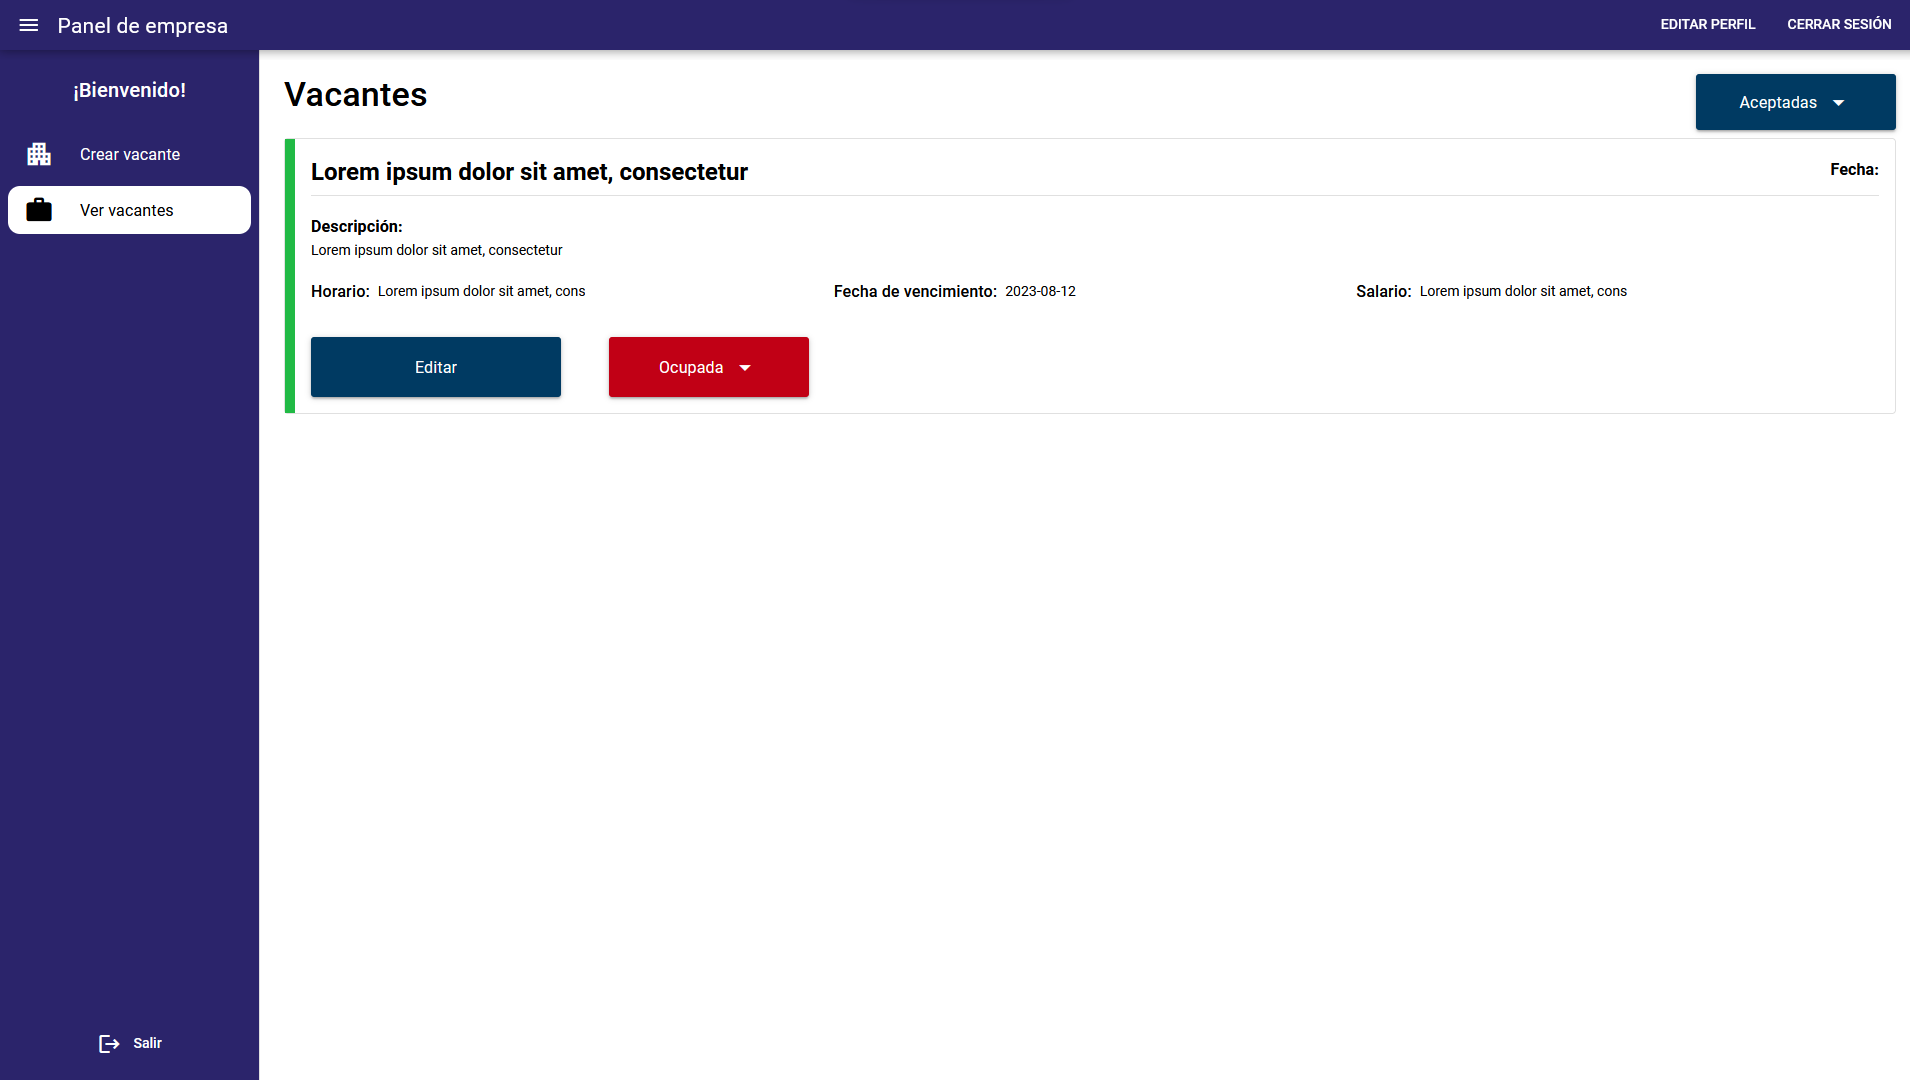 Panel de empresa
EDITAR PERFIL
CERRAR SESIÓN
¡Bienvenido!
Crear vacante
Ver vacantes
Salir
Vacantes
Aceptadas
Lorem ipsum dolor sit amet, consectetur
Fecha:
Descripción:
Lorem ipsum dolor sit amet, consectetur
Horario: Lorem ipsum dolor sit amet, cons
Fecha de vencimiento: 2023-08-12
Salario: Lorem ipsum dolor sit amet, cons
Editar
Ocupada